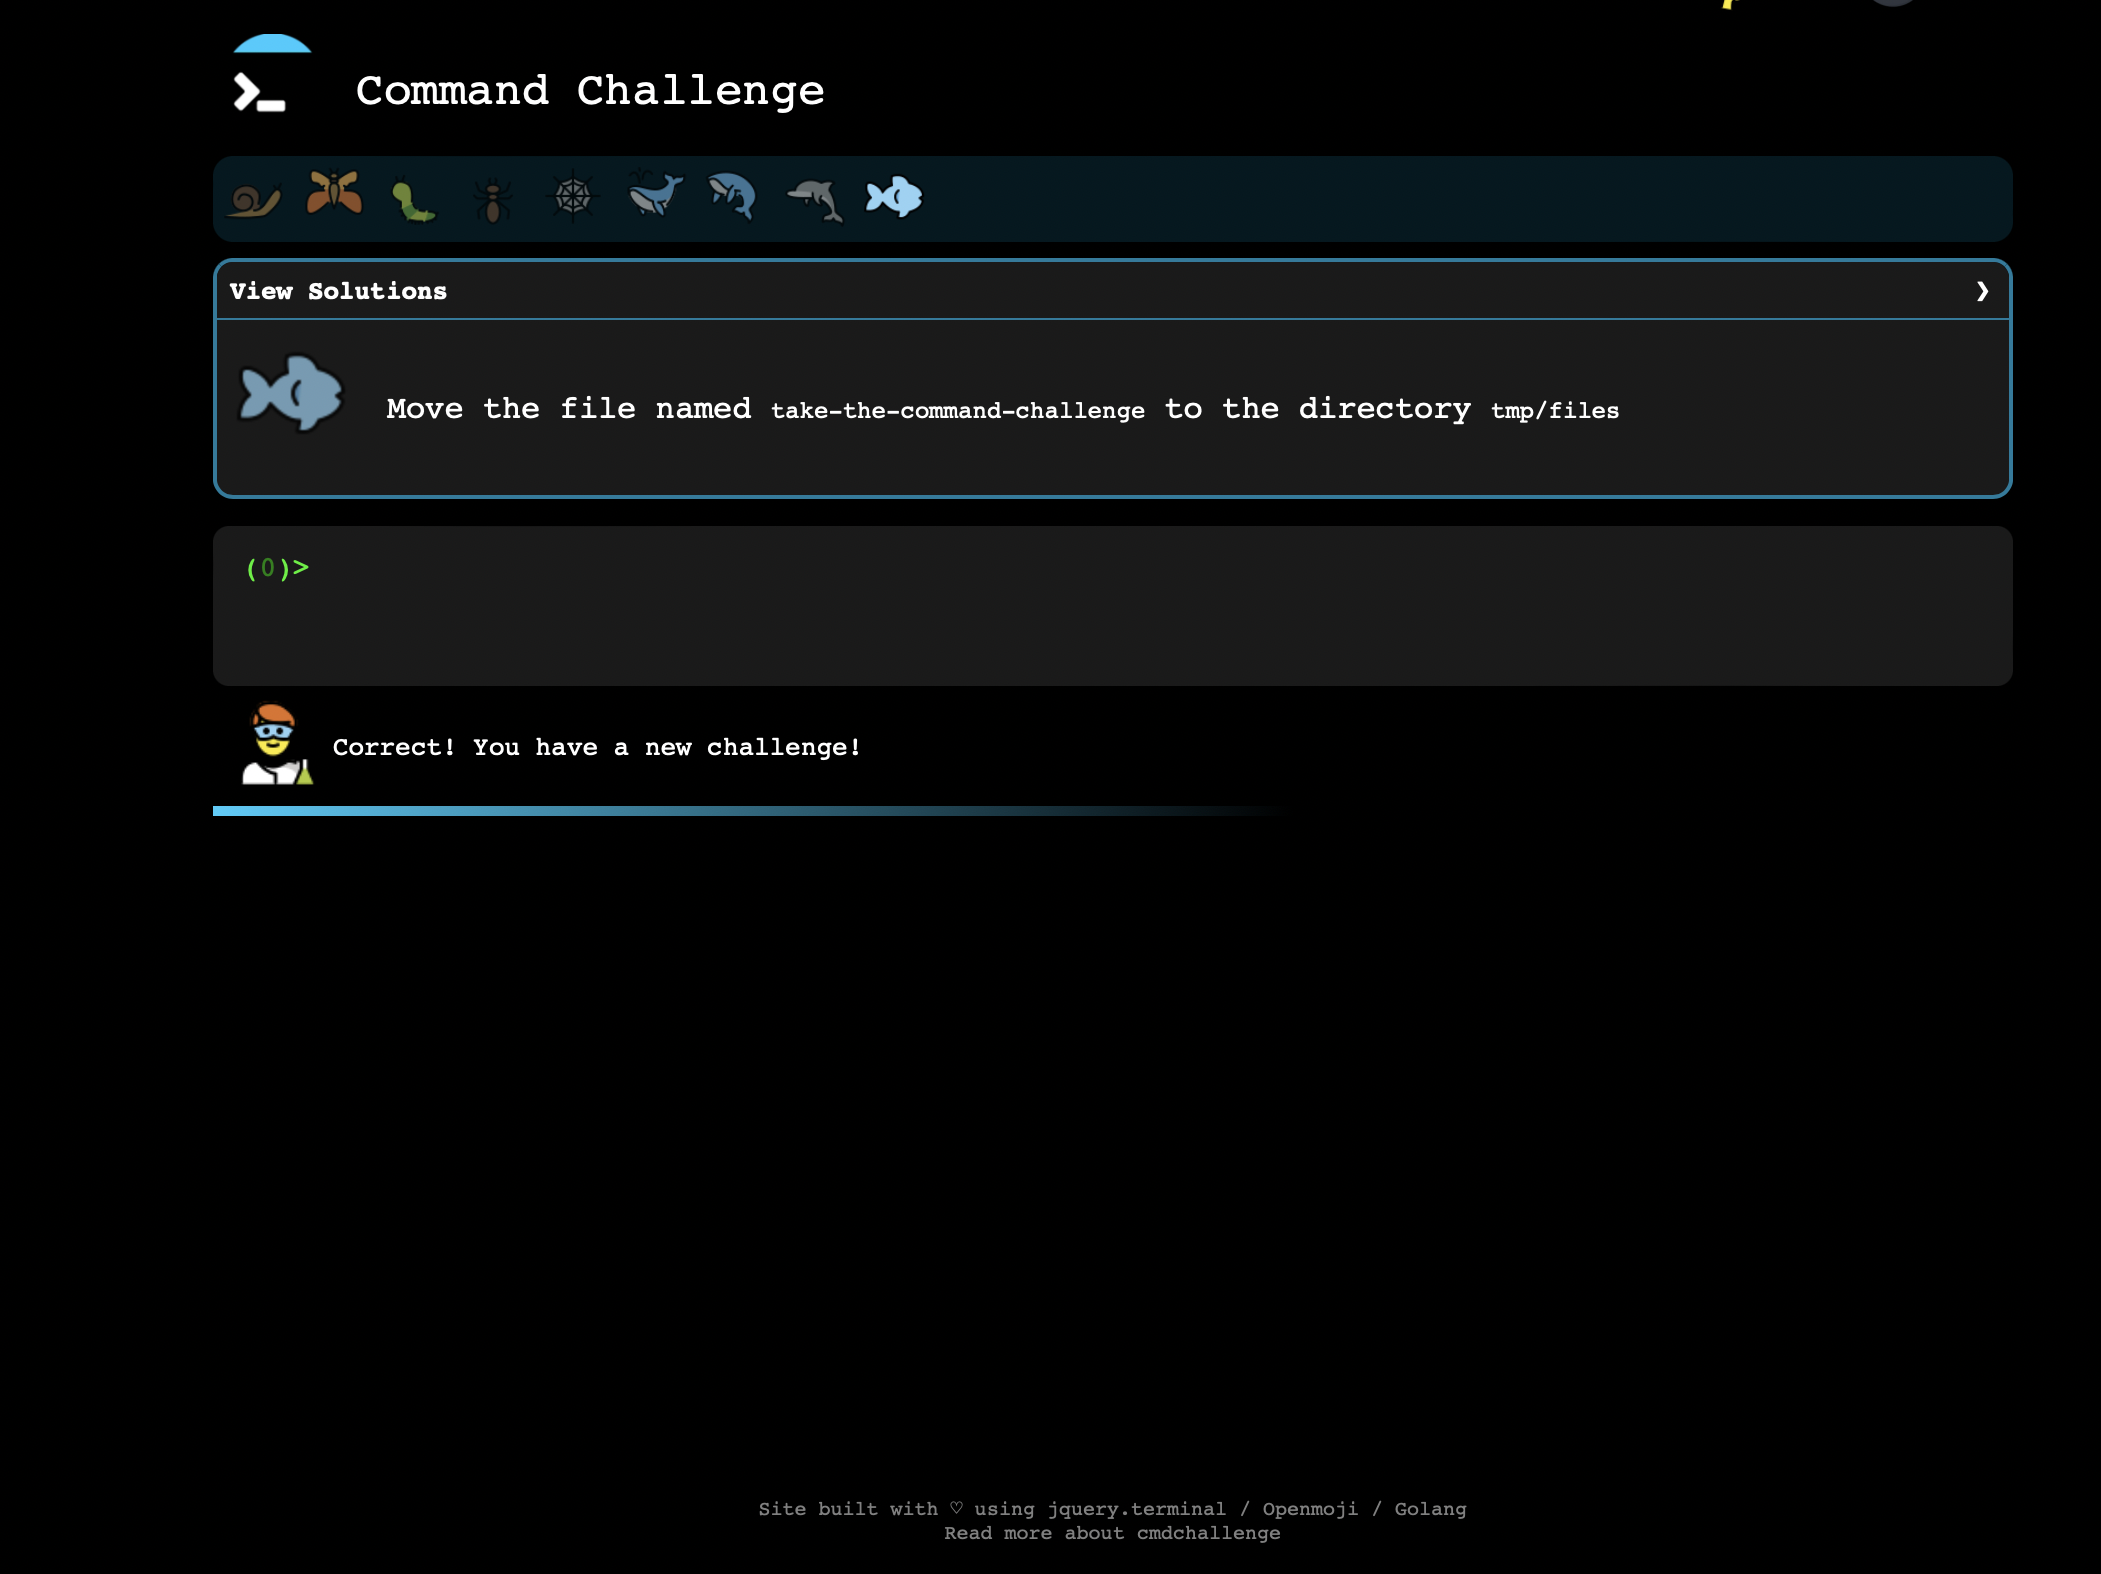 Command Challenge
View Solutions ❯
Move the file named take-the-command-challenge to the directory tmp/files
(0)>
Correct! You have a new challenge!
Site built with ♡ using jquery.terminal / Openmoji / Golang
Read more about cmdchallenge